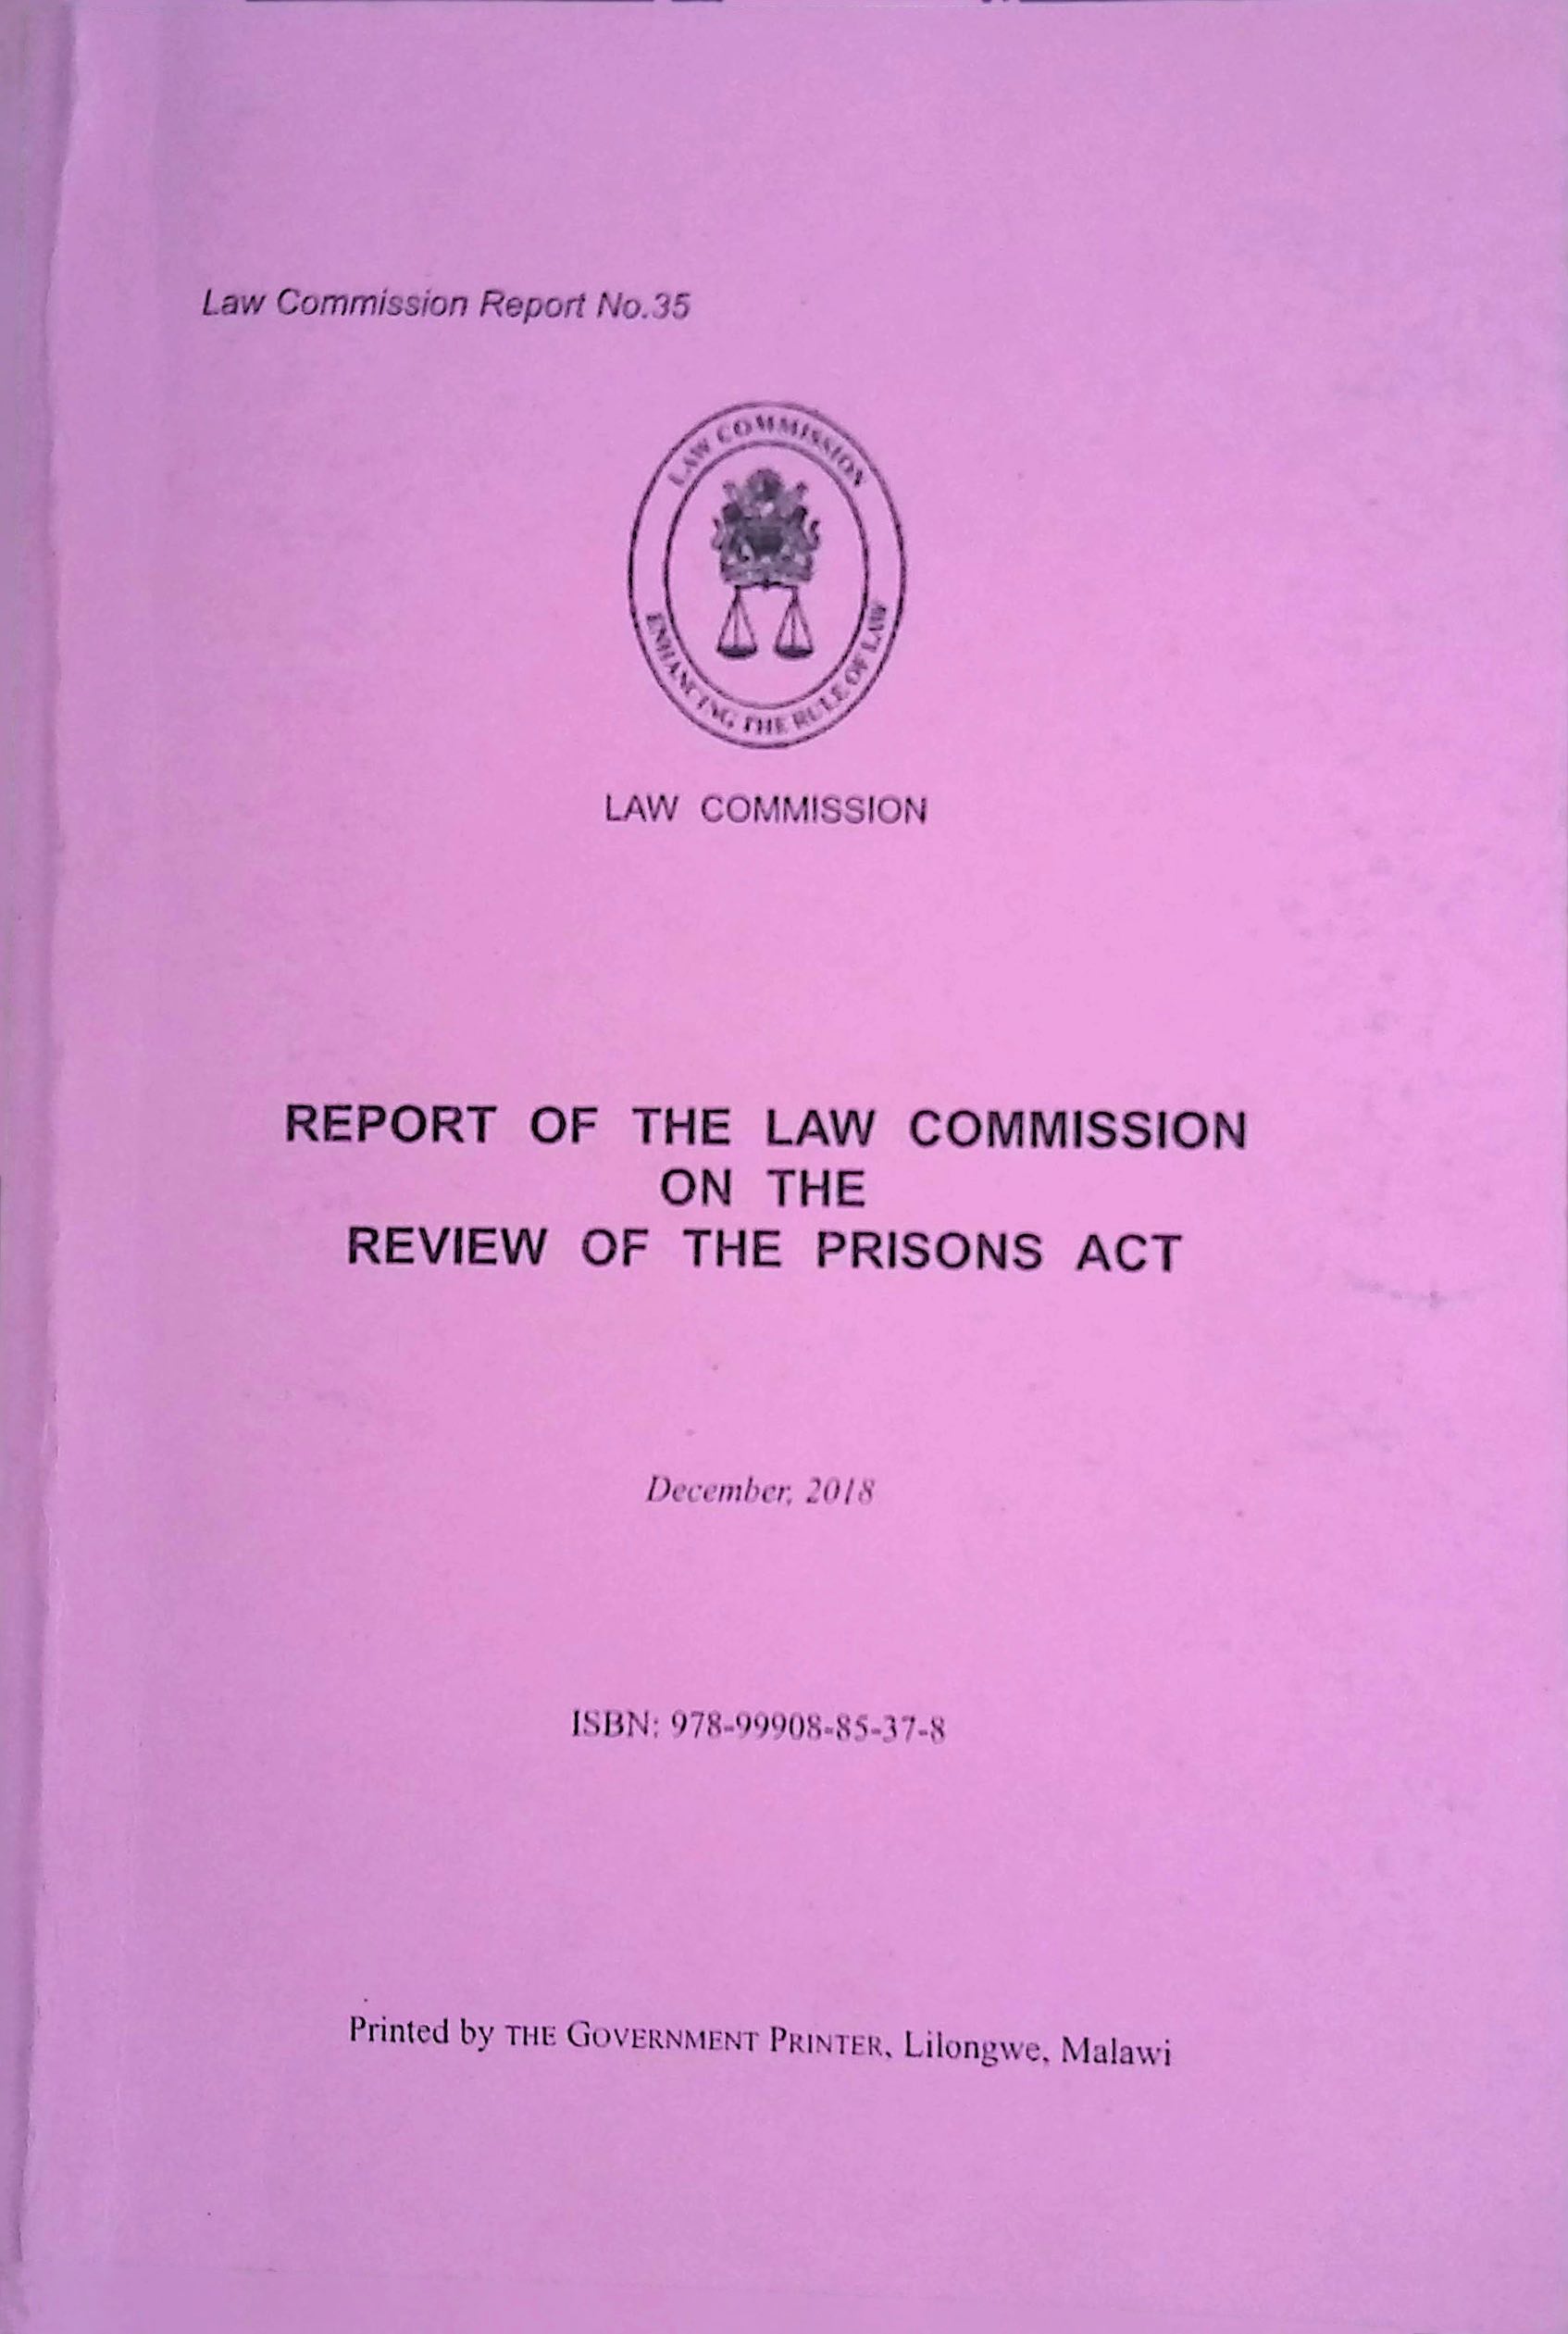 Law Commission Report No.35
LAW COMMISSION
ENHANCING THE RULE OF LAW
LAW COMMISSION
REPORT OF THE LAW COMMISSION
ON THE
REVIEW OF THE PRISONS ACT
December, 2018
ISBN: 978-99908-85-37-8
Printed by THE GOVERNMENT PRINTER, Lilongwe, Malawi